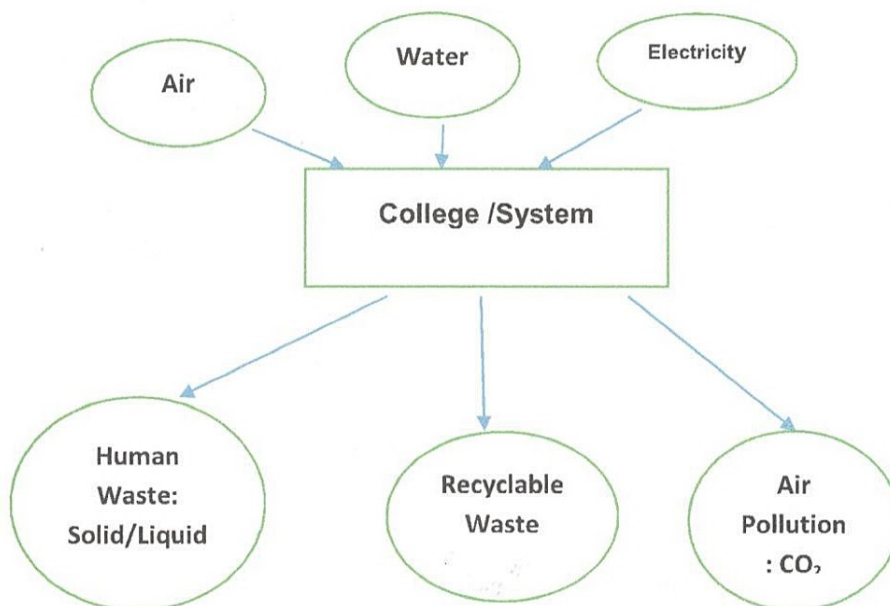 Air
Water
Electricity
College /System
Human
Waste:
Solid/Liquid
Recyclable
Waste
Air
Pollution
: CO₂